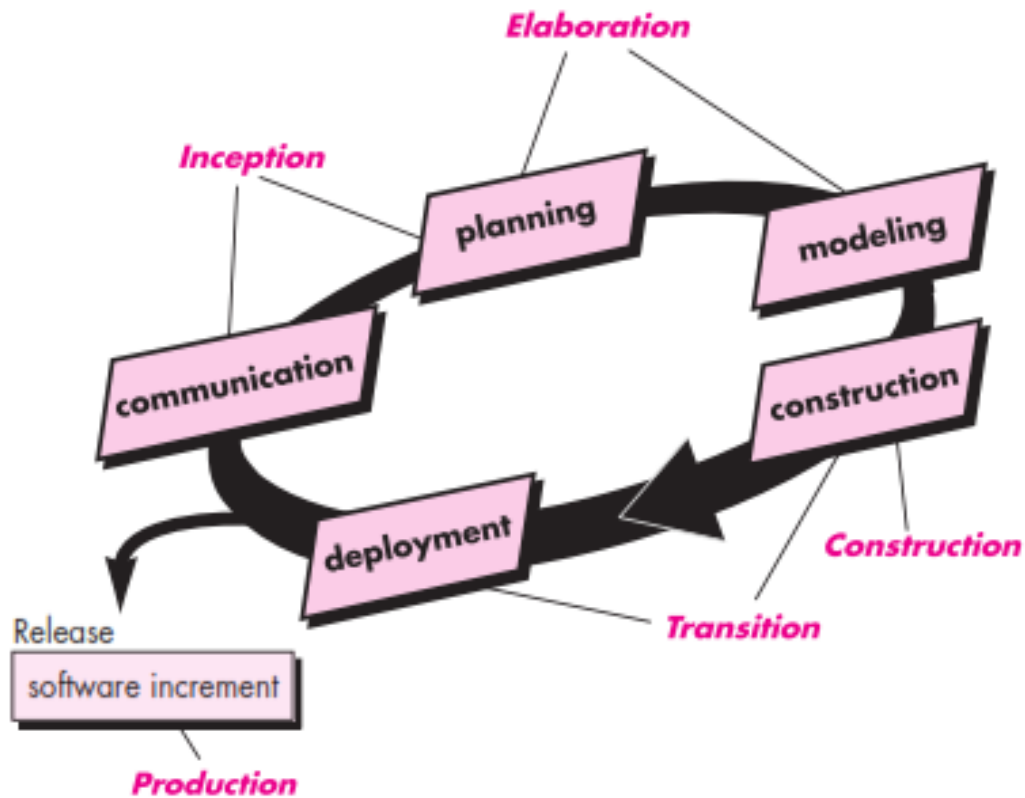 Elaboration
Inception
planning
modeling
communication
construction
deployment
Construction
Transition
Release
software increment
Production